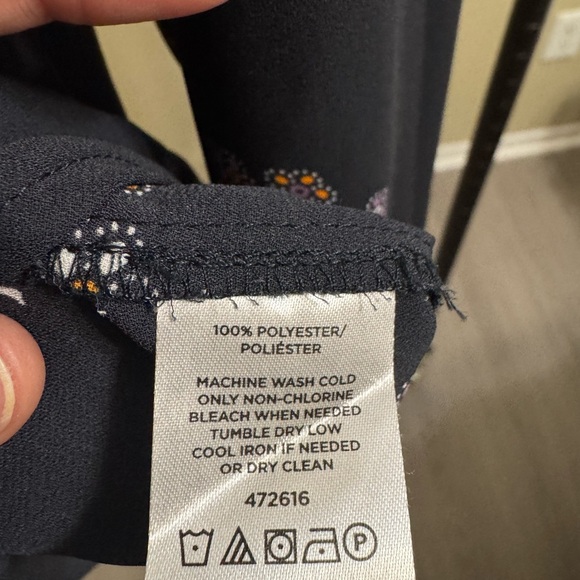 100% POLYESTER/
POLIÉSTER
MACHINE WASH COLD
ONLY NON-CHLORINE
BLEACH WHEN NEEDED
TUMBLE DRY LOW
COOL IRON IF NEEDED
OR DRY CLEAN
472616
P